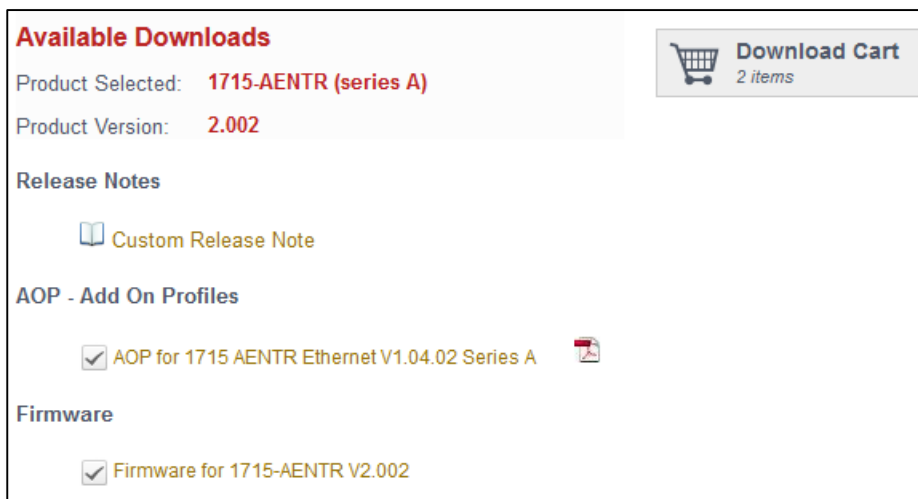 Available Downloads
Download Cart
2 items
Product Selected: 1715-AENTR (series A)
Product Version: 2.002
Release Notes
Custom Release Note
AOP - Add On Profiles
AOP for 1715 AENTR Ethernet V1.04.02 Series A
Firmware
Firmware for 1715-AENTR V2.002